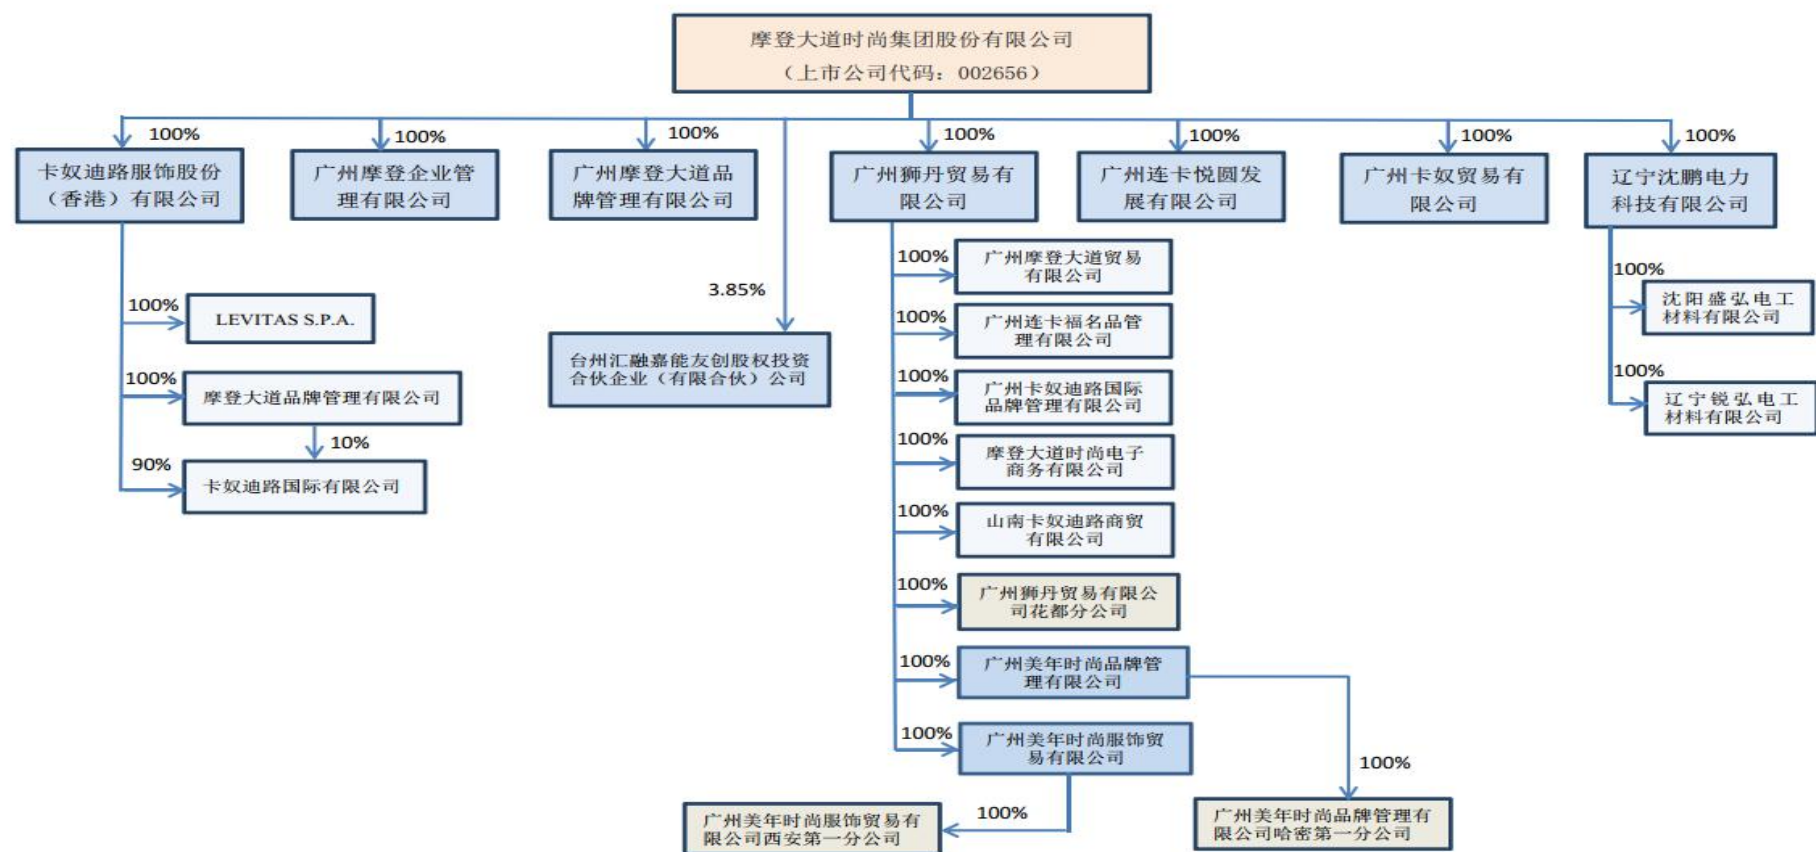 摩登大道时尚集团股份有限公司
（上市公司代码：002656）
100%
100%
100%
100%
100%
100%
100%
卡奴迪路服饰股份
（香港）有限公司
广州摩登企业管
理有限公司
广州摩登大道品
牌管理有限公司
广州狮丹贸易有
限公司
广州连卡悦圆发
展有限公司
广州卡奴贸易有
限公司
辽宁沈鹏电力
科技有限公司
100%
LEVITAS S.P.A.
100%
摩登大道品牌管理有限公司
10%
90%
卡奴迪路国际有限公司
3.85%
台州汇融嘉能友创股权投资
合伙企业（有限合伙）公司
100%
广州摩登大道贸易
有限公司
100%
广州连卡福名品管
理有限公司
100%
广州卡奴迪路国际
品牌管理有限公司
100%
摩登大道时尚电子
商务有限公司
100%
山南卡奴迪路商贸
有限公司
100%
广州狮丹贸易有限公
司花都分公司
100%
广州美年时尚品牌管
理有限公司
100%
广州美年时尚服饰贸
易有限公司
100%
沈阳盛弘电工
材料有限公司
100%
辽宁锐弘电工
材料有限公司
100%
广州美年时尚服饰贸易有
限公司西安第一分公司
100%
广州美年时尚品牌管理有
限公司哈密第一分公司